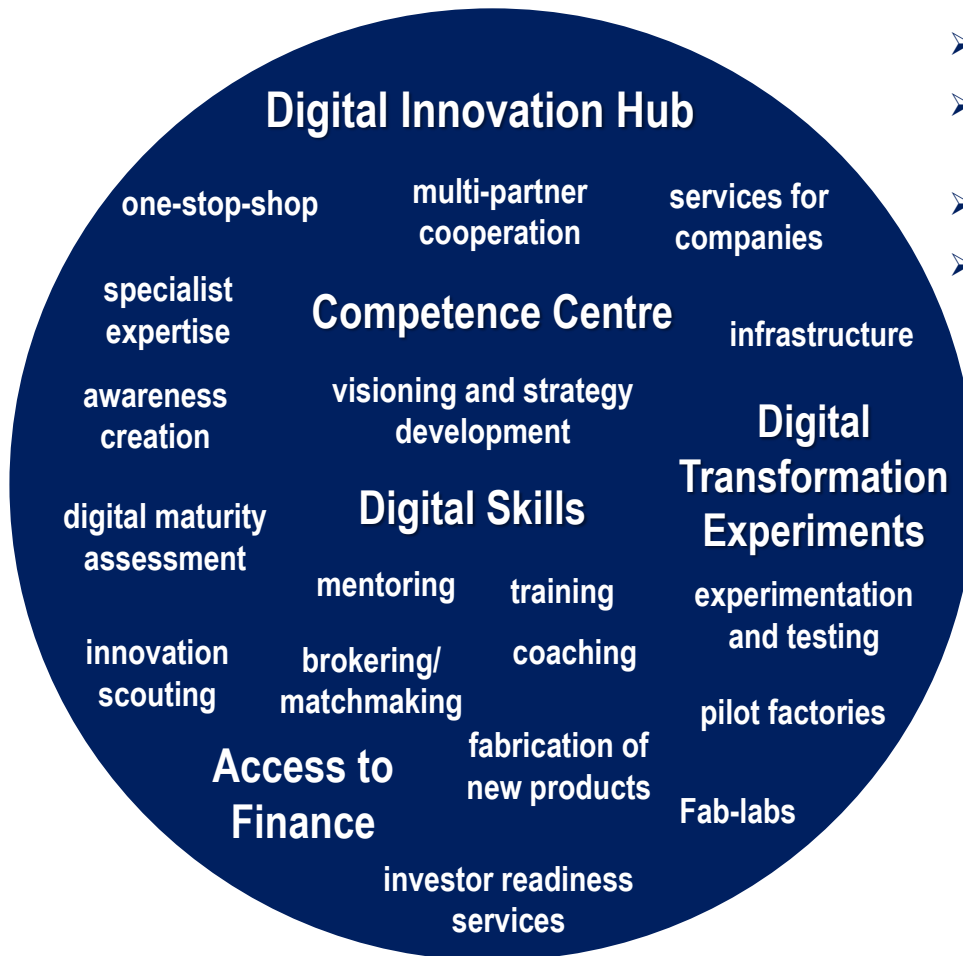 Digital Innovation Hub
one-stop-shop
multi-partner
cooperation
services for
companies
specialist
expertise
Competence Centre
infrastructure
awareness
creation
visioning and strategy
development
Digital
Transformation
Experiments
digital maturity
assessment
Digital Skills
mentoring
training
experimentation
and testing
innovation
scouting
brokering/
matchmaking
coaching
pilot factories
Access to
Finance
fabrication of
new products
Fab-labs
investor readiness
services